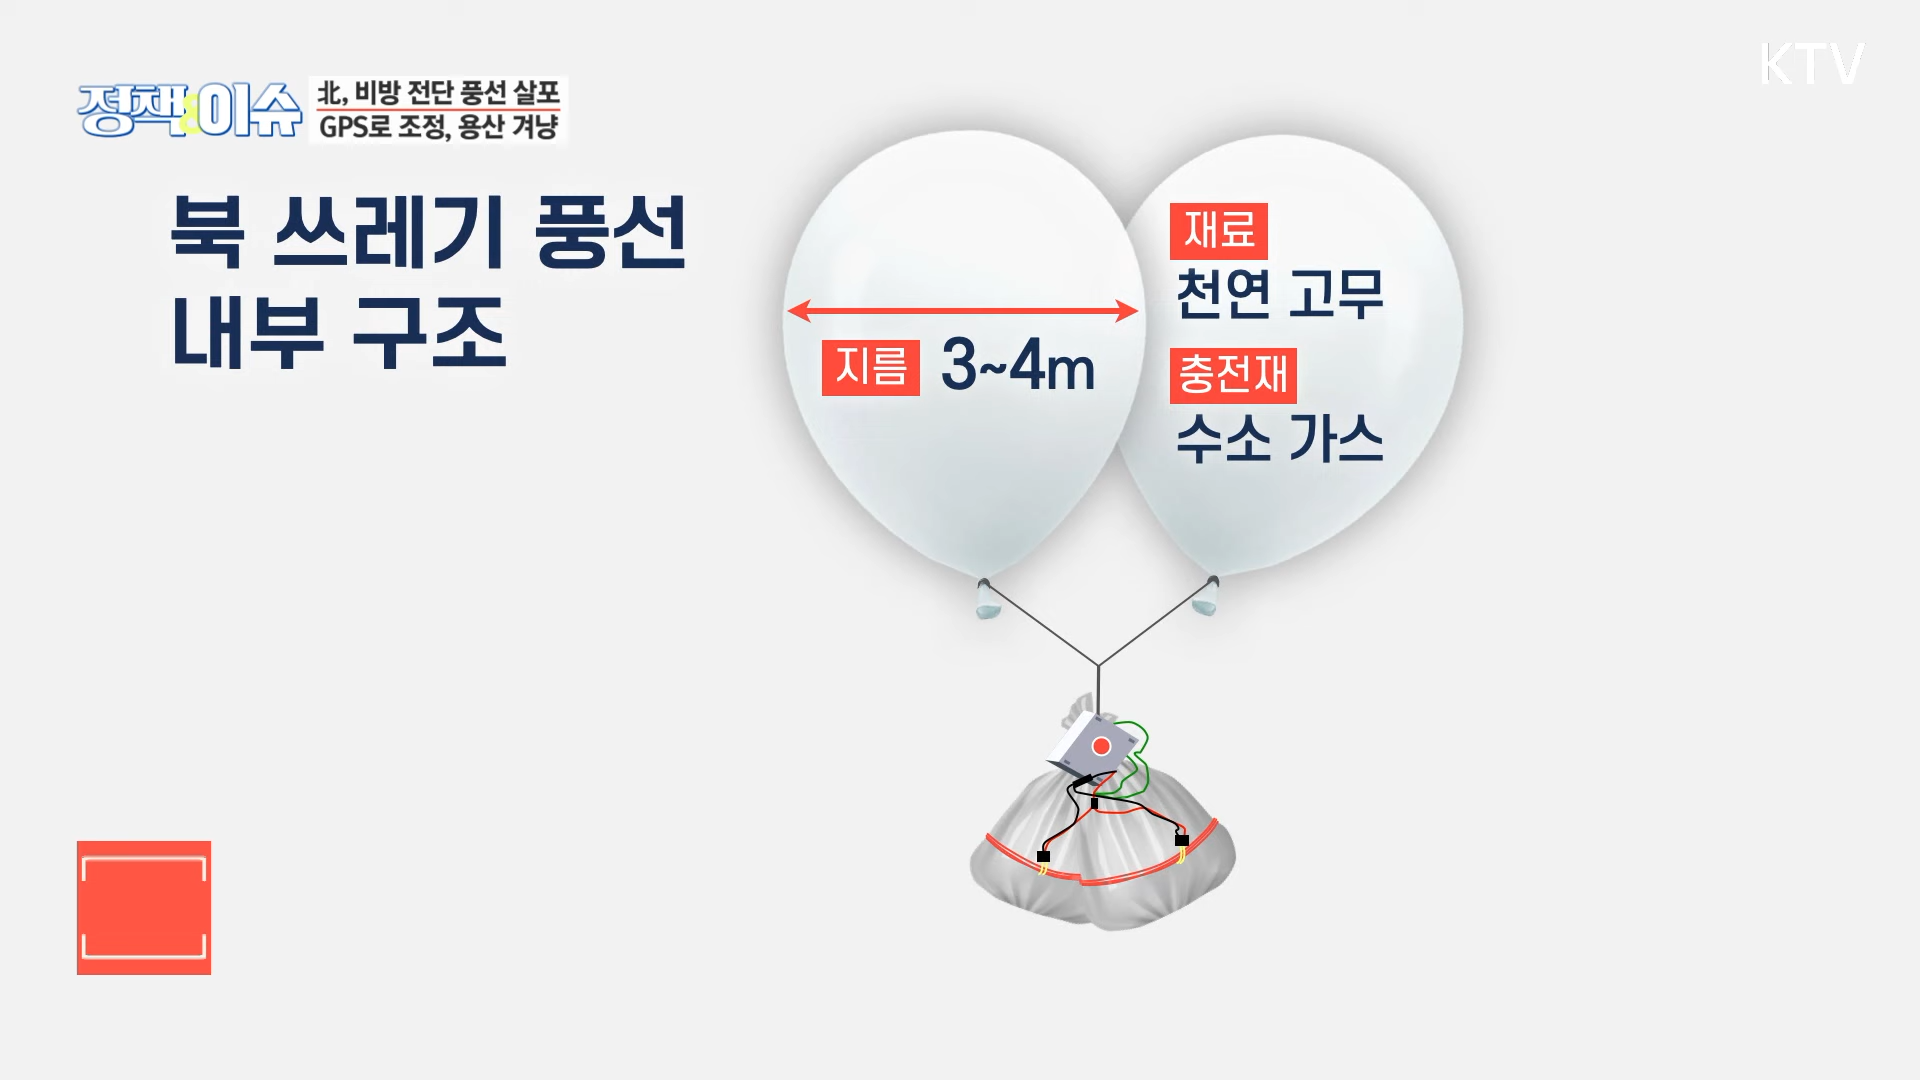 KTV
정책&이슈
北, 비방 전단 풍선 살포
GPS로 조정, 용산 겨냥
북 쓰레기 풍선
내부 구조
지름 3~4m
재료
천연 고무
충전재
수소 가스